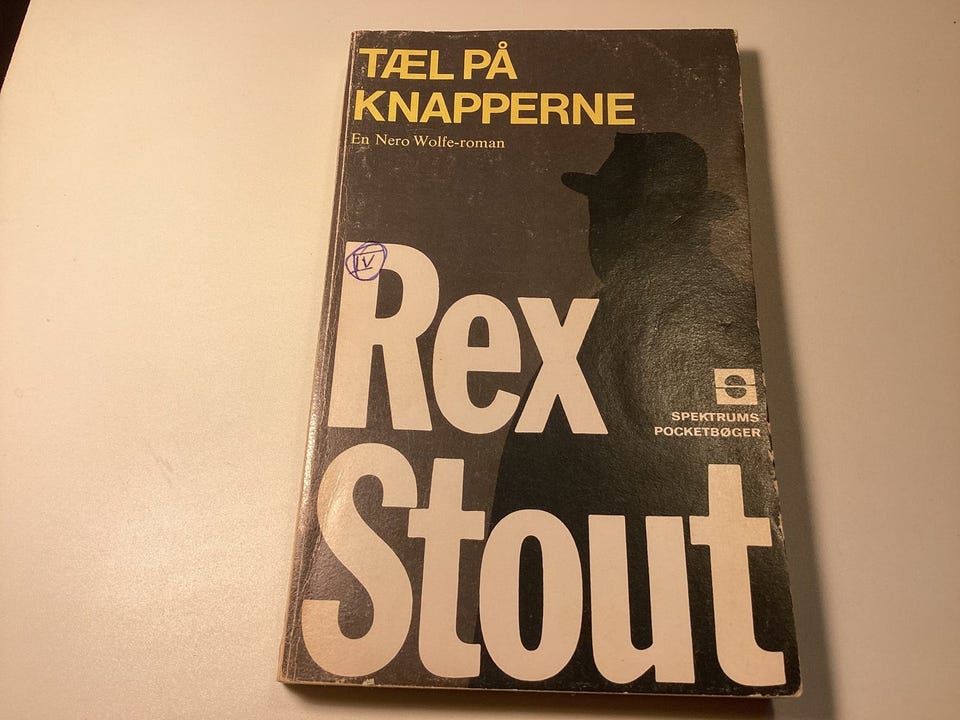 TÆL PÅ
KNAPPERNE
En Nero Wolfe-roman
IV
Rex
SPEKTRUMS
POCKETBØGER
Stout